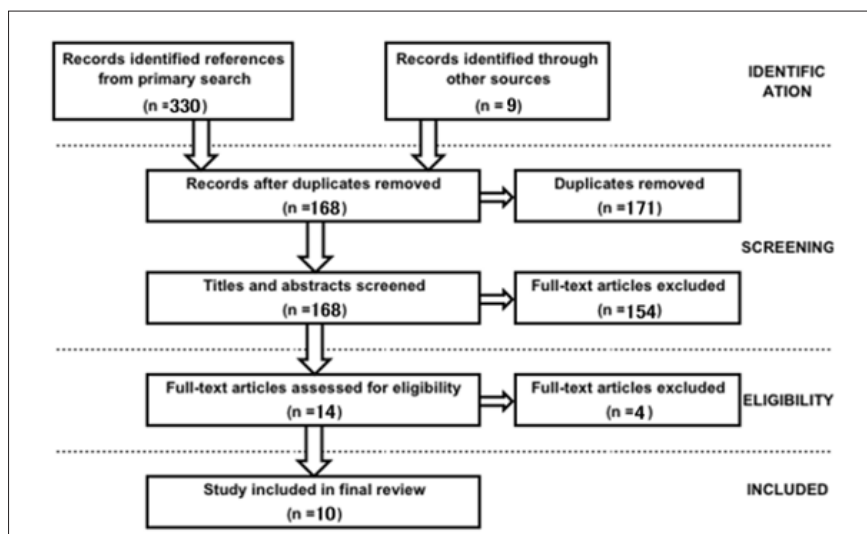 Records identified references
from primary search
(n =330)
Records identified through
other sources
(n = 9)
IDENTIFIC
ATION
Records after duplicates removed
(n =168)
Duplicates removed
(n =171)
SCREENING
Titles and abstracts screened
(n =168)
Full-text articles excluded
(n =154)
Full-text articles assessed for eligibility
(n =14)
Full-text articles excluded
(n =4)
ELIGIBILITY
Study included in final review
(n =10)
INCLUDED